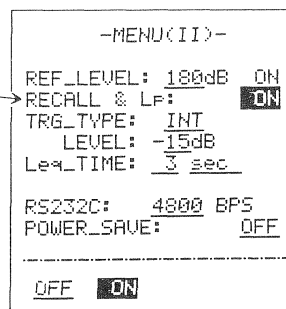 -MENU(II)-
REF_LEVEL: 180dB ON
RECALL & Lp: ON
TRG_TYPE: INT
LEVEL: -15dB
Leq_TIME: 3 sec
RS232C: 4800 BPS
POWER_SAVE: OFF
OFF ON